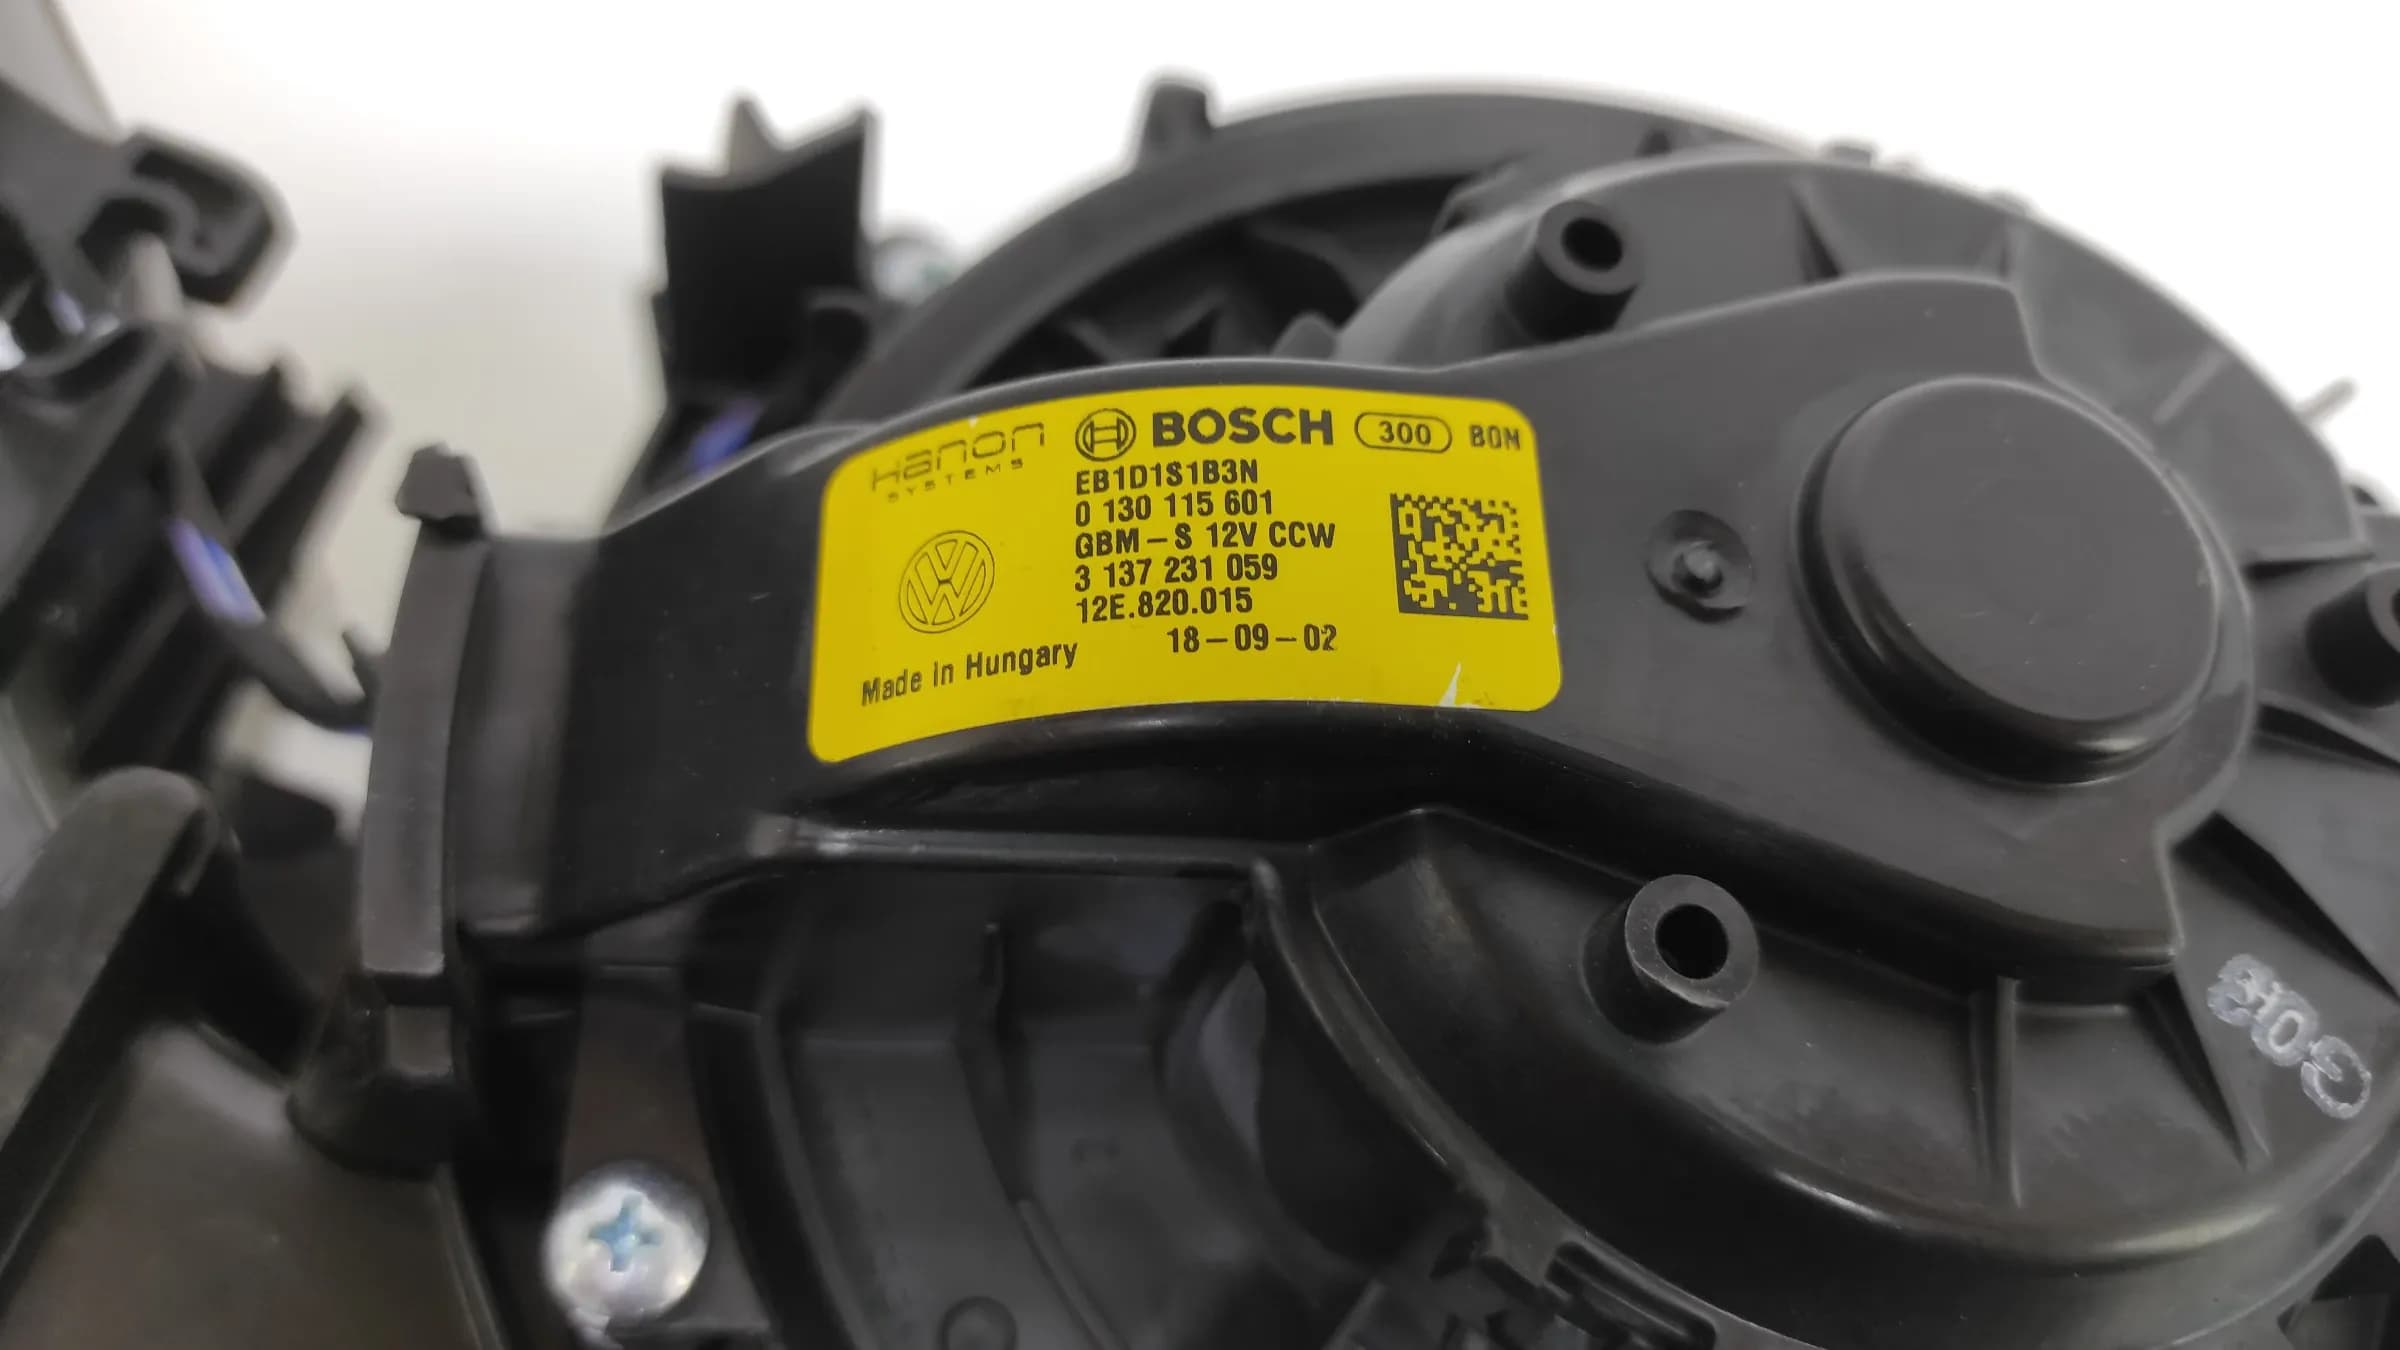 Hanon
SYSTEMS
BOSCH 300 BON
EB1D1S1B3N
0 130 115 601
GBM-S 12V CCW
3 137 231 059
12E.820.015
18-09-02
Made in Hungary